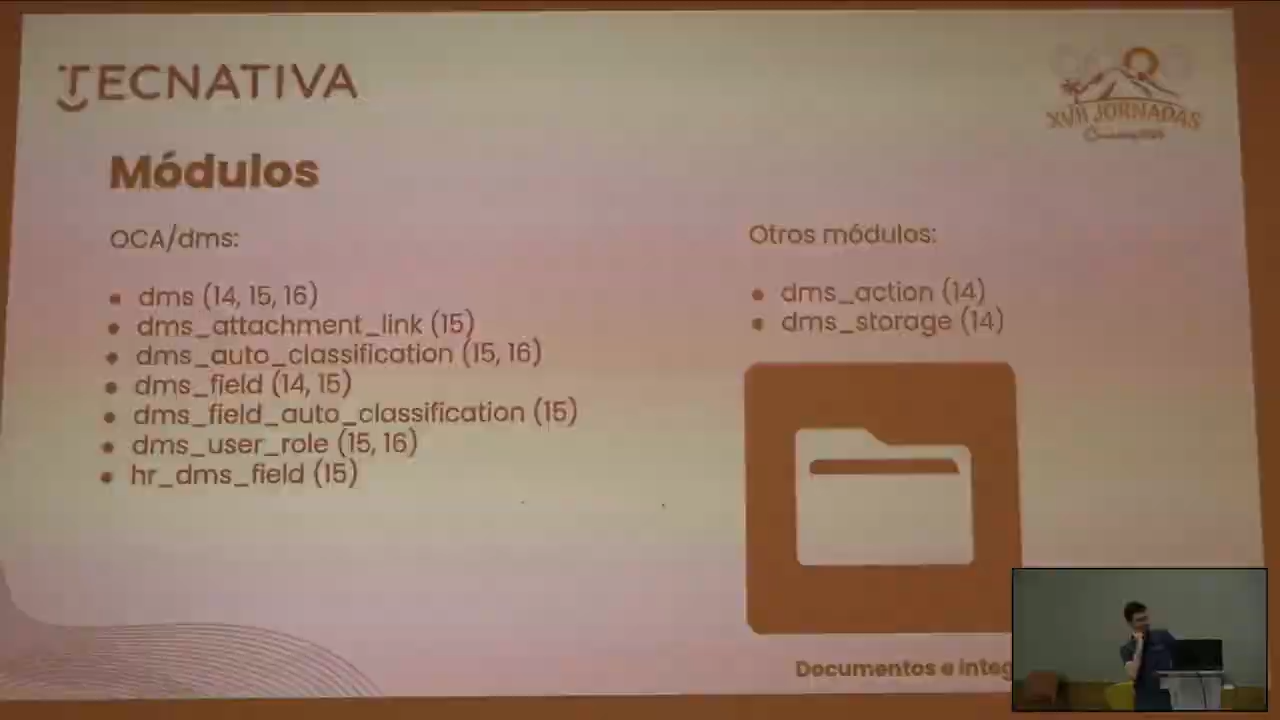 TECNATIVA
XVII JORNADAS
Módulos
OCA/dms:
• dms (14, 15, 16)
• dms_attachment_link (15)
• dms_auto_classification (15, 16)
• dms_field (14, 15)
• dms_field_auto_classification (15)
• dms_user_role (15, 16)
• hr_dms_field (15)
Otros módulos:
• dms_action (14)
• dms_storage (14)
Documentos e integ